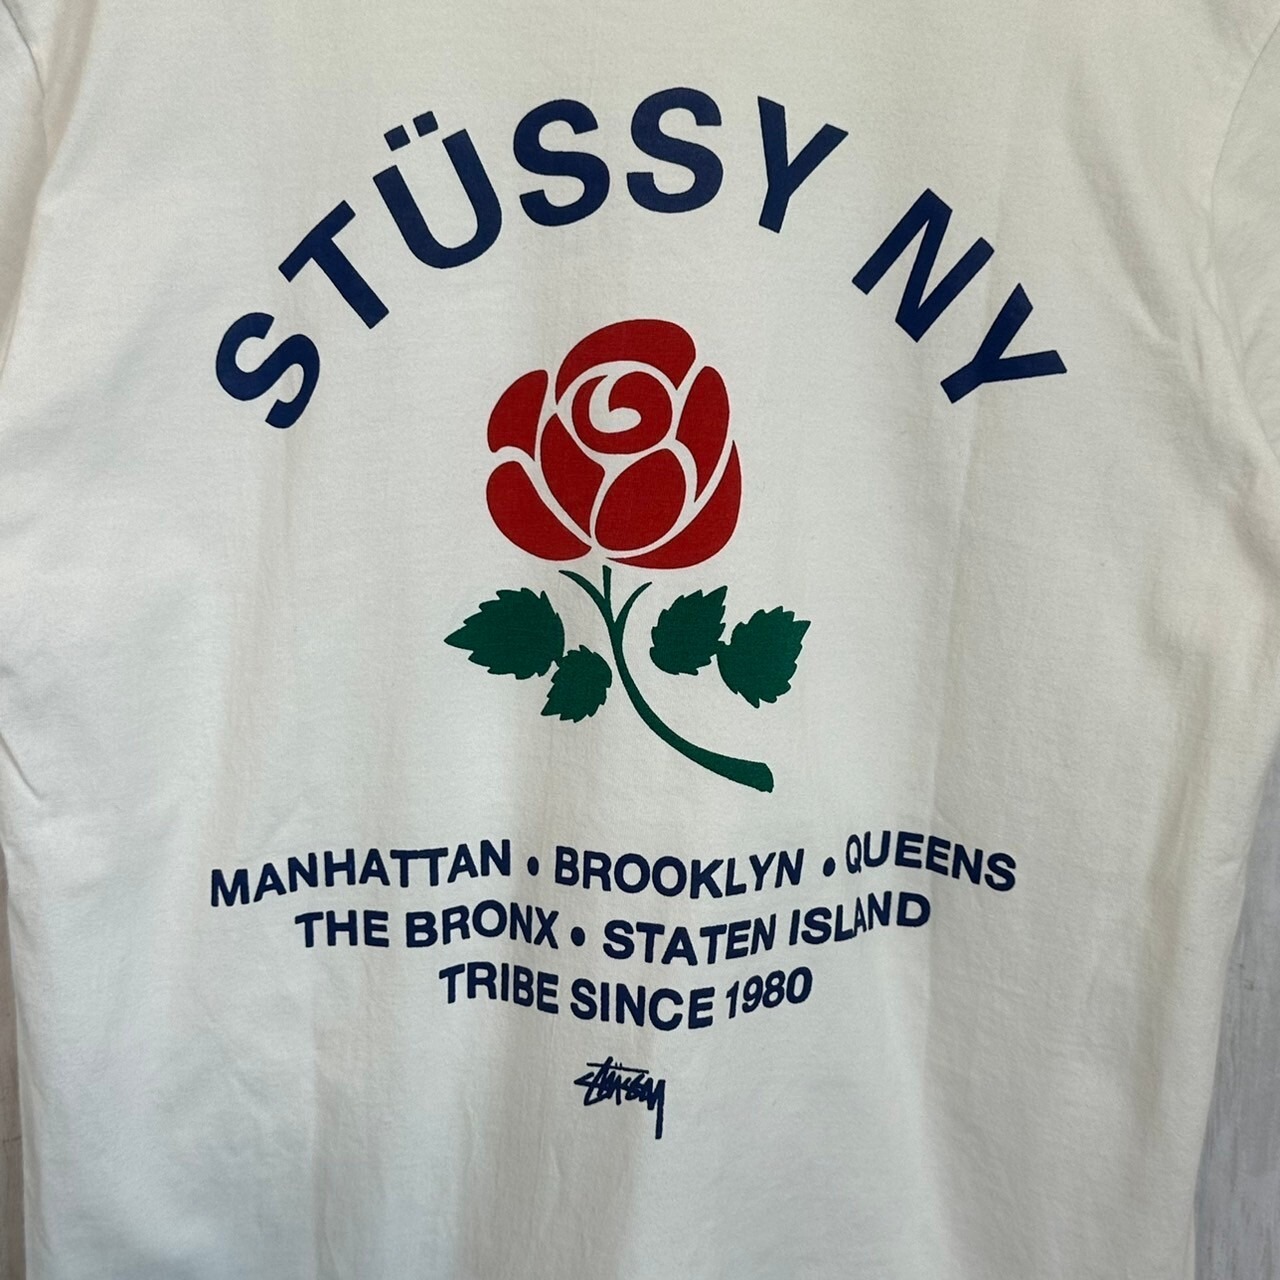 STÜSSY NY
MANHATTAN • BROOKLYN • QUEENS
THE BRONX • STATEN ISLAND
TRIBE SINCE 1980
Stüssy